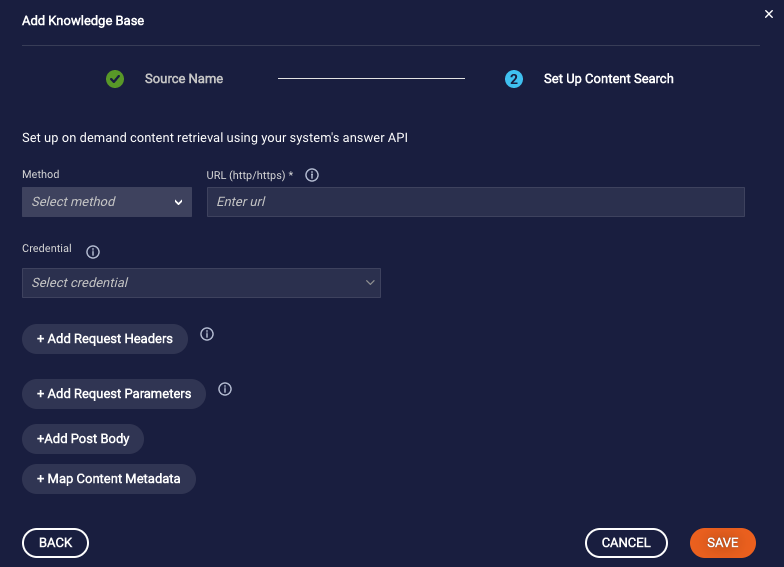 Add Knowledge Base
×
Source Name
2 Set Up Content Search
Set up on demand content retrieval using your system's answer API
Method
URL (http/https) *
Select method
Enter url
Credential
Select credential
+ Add Request Headers
+ Add Request Parameters
+Add Post Body
+ Map Content Metadata
BACK
CANCEL
SAVE